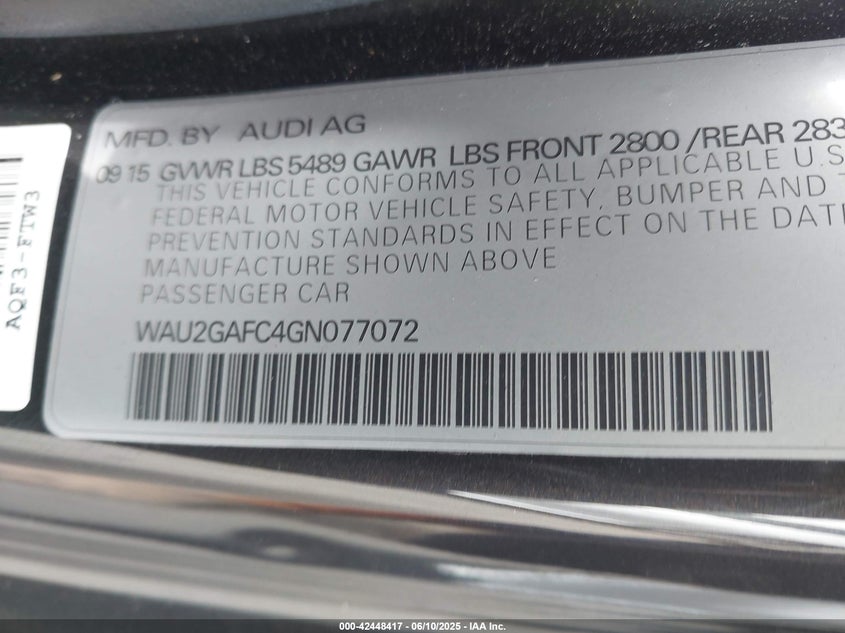 MFD. BY AUDI AG
09 15 GVWR LBS 5489 GAWR LBS FRONT 2800 /REAR 283
THIS VEHICLE CONFORMS TO ALL APPLICABLE U.S
FEDERAL MOTOR VEHICLE SAFETY, BUMPER AND T
PREVENTION STANDARDS IN EFFECT ON THE DATE
MANUFACTURE SHOWN ABOVE
PASSENGER CAR
WAU2GAFC4GN077072
AQF3-FTW3
000-42448417 - 06/10/2025 - IAA Inc.